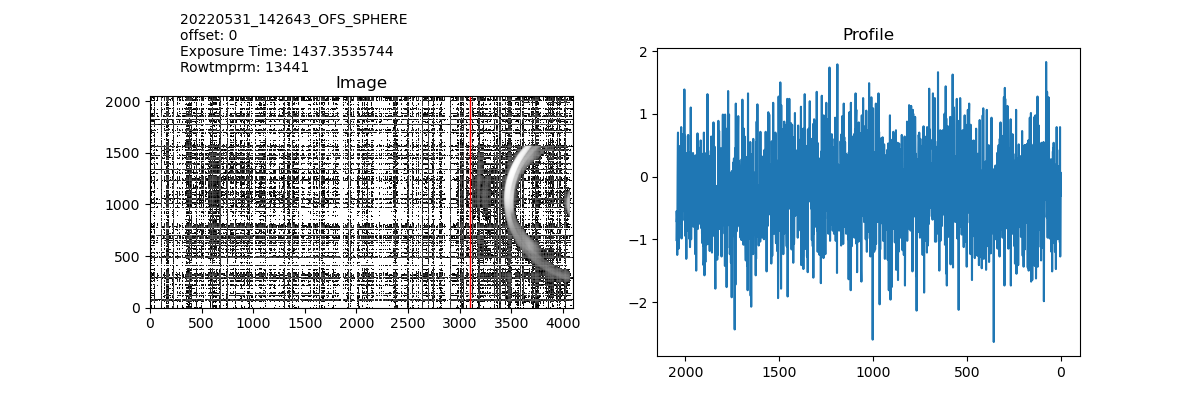 20220531_142643_OFS_SPHERE
offset: 0
Exposure Time: 1437.3535744
Rowtmprm: 13441
Image
2000
1500
1000
500
0
0 500 1000 1500 2000 2500 3000 3500 4000
Profile
2
1
0
−1
−2
2000 1500 1000 500 0